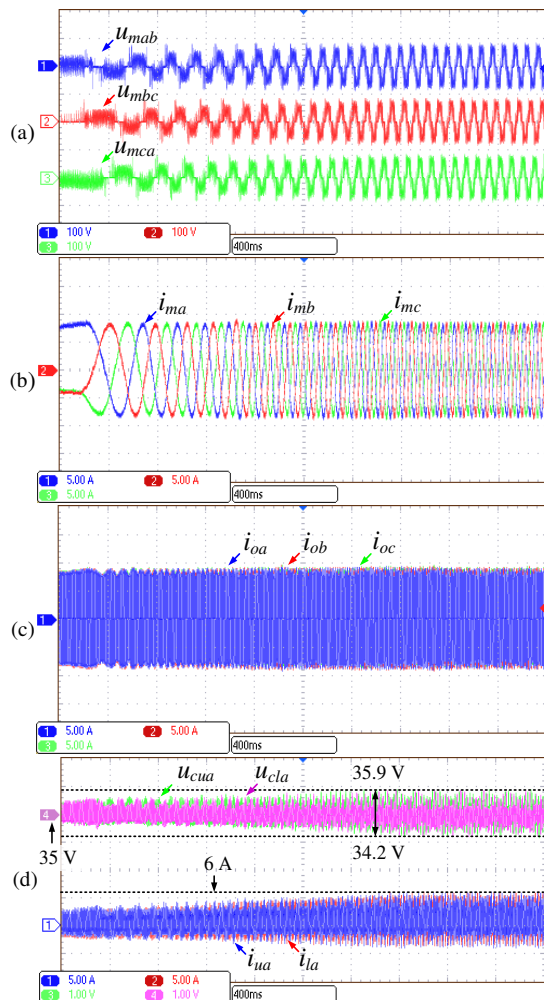 u_mab
1
u_mbc
(a)
2
u_mca
3
1 100 V 2 100 V
3 100 V 400ms
i_ma i_mb i_mc
2
(b)
1 5.00 A 2 5.00 A
3 5.00 A 400ms
i_oa i_ob i_oc
1
(c)
1 5.00 A 2 5.00 A
3 5.00 A 400ms
u_cua u_cla 35.9 V
4
35 V 34.2 V
6 A
(d)
1
i_ua i_la
1 5.00 A 2 5.00 A
3 1.00 V 4 1.00 V 400ms